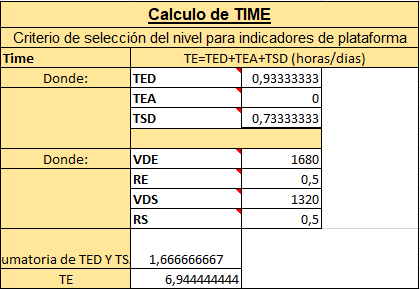 Calculo de TIME
Criterio de selección del nivel para indicadores de plataforma
Time TE=TED+TEA+TSD (horas/dias)
Donde: TED 0,93333333
TEA 0
TSD 0,73333333
Donde: VDE 1680
RE 0,5
VDS 1320
RS 0,5
umatoria de TED Y TS 1,666666667
TE 6,944444444